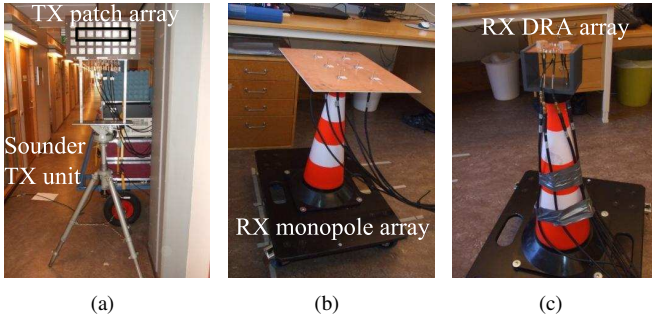 TX patch array
Sounder
TX unit
RX monopole array
RX DRA array
(a)
(b)
(c)